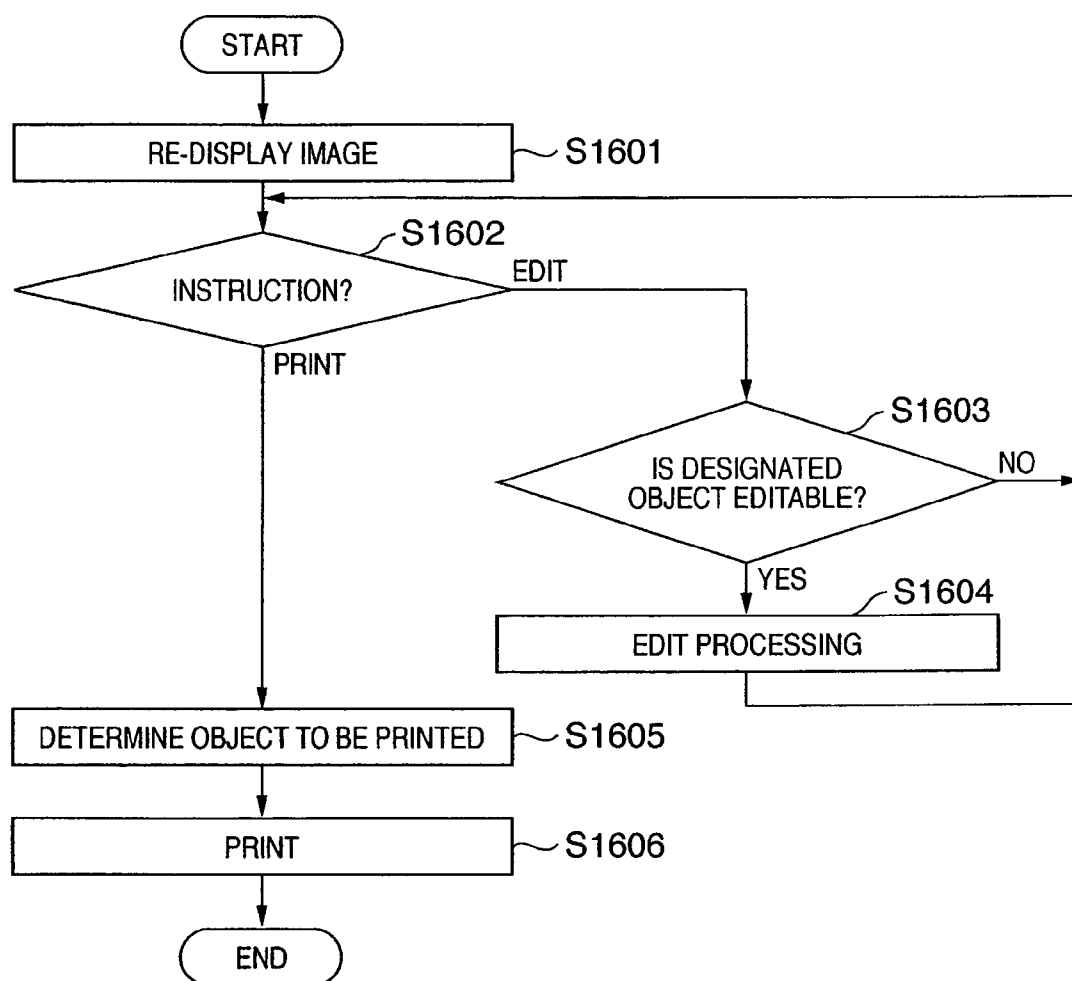 START
RE-DISPLAY IMAGE
S1601
S1602
INSTRUCTION?
EDIT
PRINT
S1603
IS DESIGNATED
OBJECT EDITABLE?
NO
YES
S1604
EDIT PROCESSING
DETERMINE OBJECT TO BE PRINTED
S1605
PRINT
S1606
END